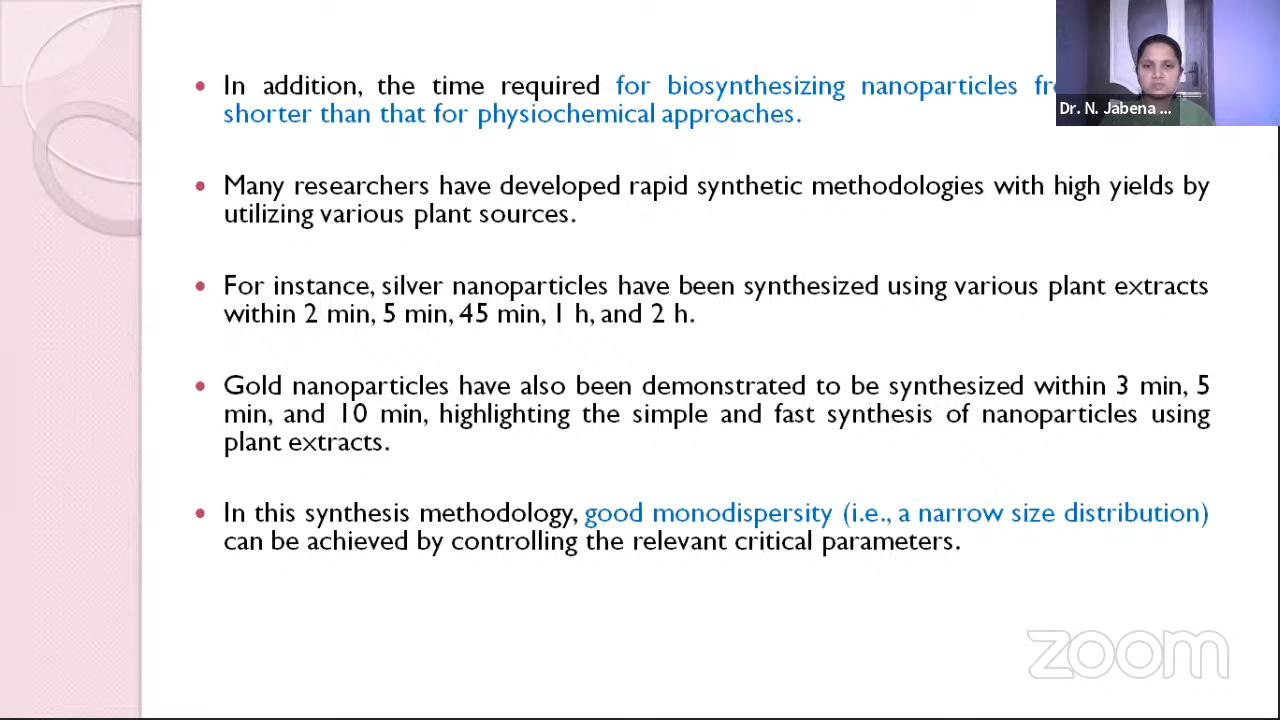 • In addition, the time required for biosynthesizing nanoparticles
shorter than that for physiochemical approaches.
• Many researchers have developed rapid synthetic methodologies with high yields by
utilizing various plant sources.
• For instance, silver nanoparticles have been synthesized using various plant extracts
within 2 min, 5 min, 45 min, 1 h, and 2 h.
• Gold nanoparticles have also been demonstrated to be synthesized within 3 min, 5
min, and 10 min, highlighting the simple and fast synthesis of nanoparticles using
plant extracts.
• In this synthesis methodology, good monodispersity (i.e., a narrow size distribution)
can be achieved by controlling the relevant critical parameters.
Dr. N. Jabena ...
zoom